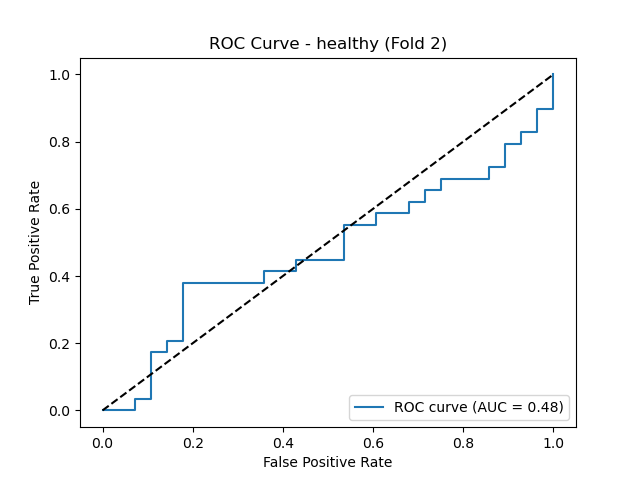 ROC Curve - healthy (Fold 2)
1.0
0.8
0.6
0.4
0.2
0.0
True Positive Rate
ROC curve (AUC = 0.48)
0.0 0.2 0.4 0.6 0.8 1.0
False Positive Rate